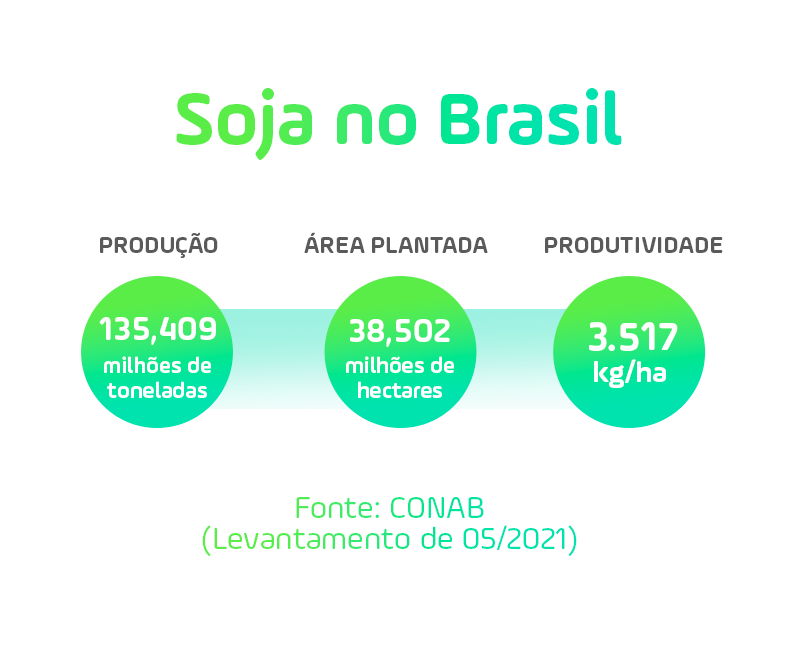 Soja no Brasil
PRODUÇÃO
135,409
milhões de
toneladas
ÁREA PLANTADA
38,502
milhões de
hectares
PRODUTIVIDADE
3.517
kg/ha
Fonte: CONAB
(Levantamento de 05/2021)